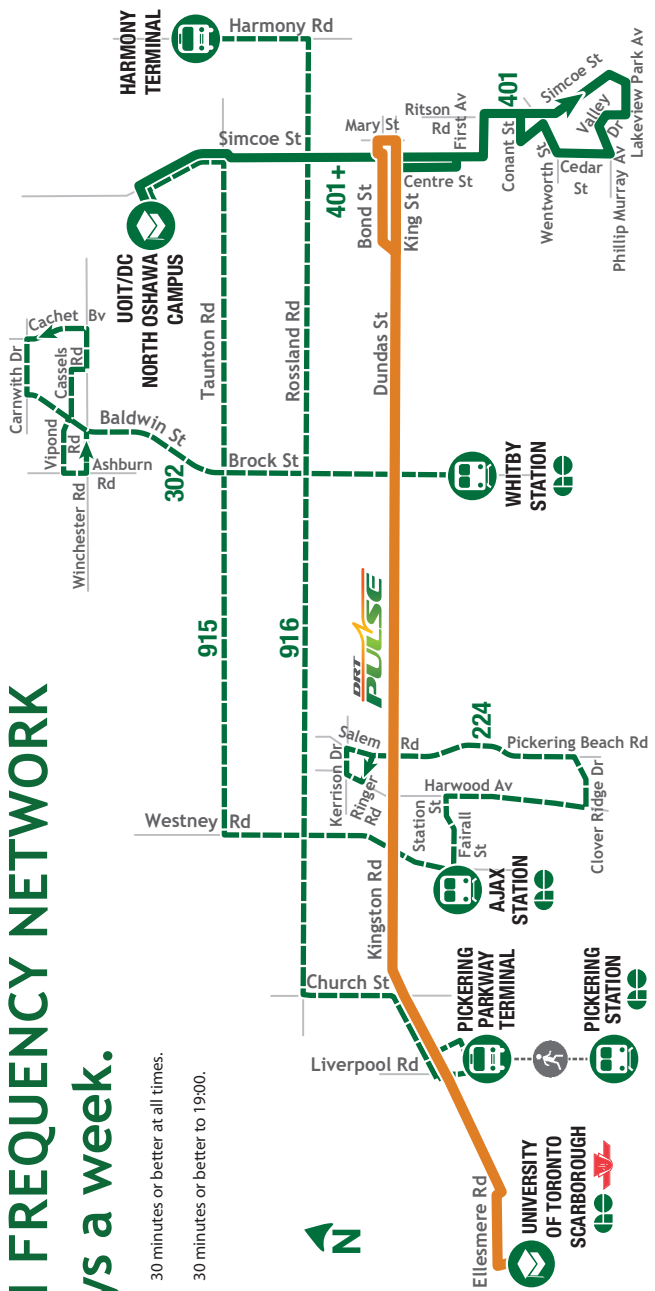 FREQUENCY NETWORK
a week.
30 minutes or better at all times.
30 minutes or better to 19:00.
N
HARMONY
TERMINAL
Harmony Rd
Simcoe St
UOIT/DC
NORTH OSHAWA
CAMPUS
Carnwith Dr
Cachet Bv
Cassels
Rd
Vipond
Rd
Ashburn
Rd
Winchester Rd
Baldwin St
302
Brock St
Taunton Rd
Rossland Rd
915
916
401+
Mary St
Bond St
King St
Centre St
Ritson
Rd
First Av
401
Conant St
Simcoe St
Valley
Dr
Wentworth St
Cedar
St
Phillip Murray Av
Lakeview Park Av
Dundas St
WHITBY
STATION
GO
DRT
PULSE
Westney Rd
Kerrison Dr
Salem Rd
Ringer
Rd
224
Pickering Beach Rd
Harwood Av
Station
St
Fairall
St
Clover Ridge Dr
AJAX
STATION
GO
Kingston Rd
Church St
Liverpool Rd
PICKERING
PARKWAY
TERMINAL
PICKERING
STATION
GO
Ellesmere Rd
UNIVERSITY
OF TORONTO
SCARBOROUGH
GO